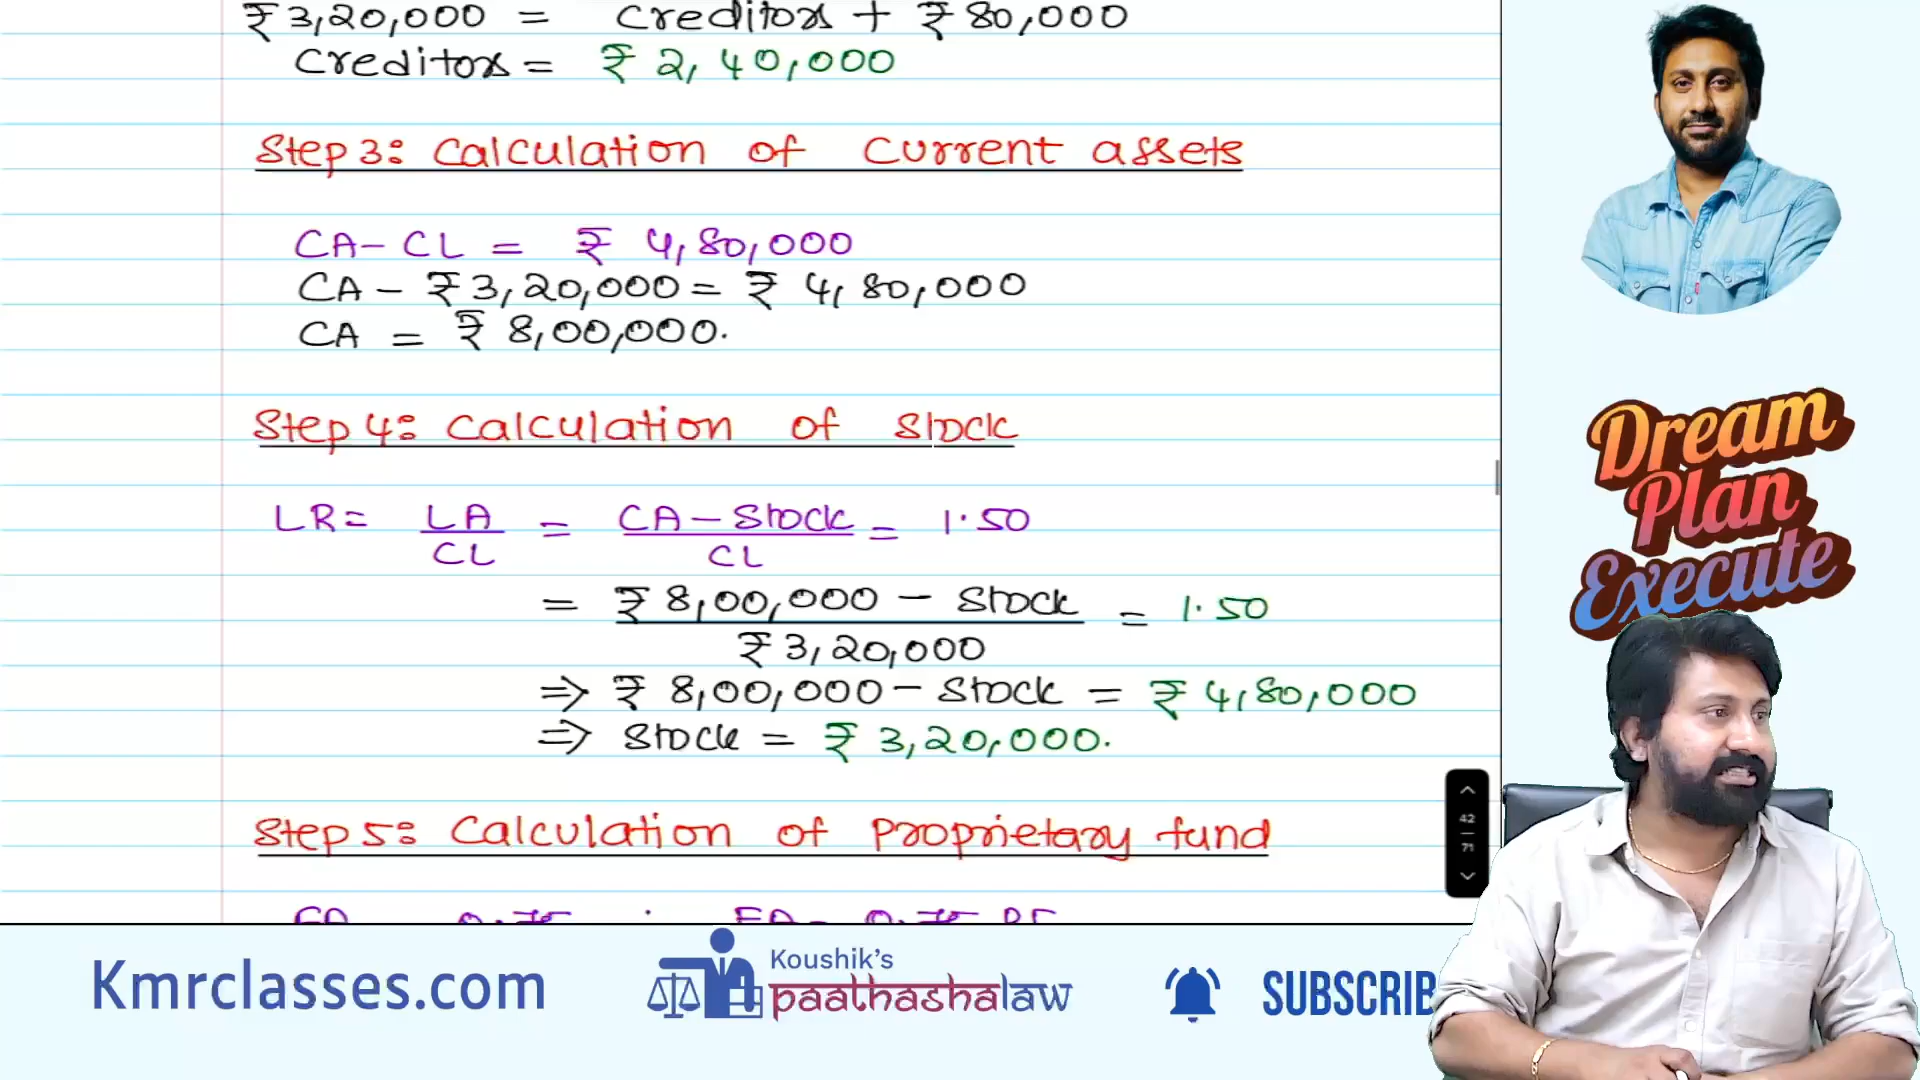 ₹3,20,000 = Creditors + ₹80,000
Creditors = ₹ 2,40,000
Step 3: Calculation of Current assets
CA - CL = ₹ 4,80,000
CA - ₹3,20,000 = ₹ 4,80,000
CA = ₹ 8,00,000.
Step 4: Calculation of Stock
LR = LA/CL = CA - Stock/CL = 1.50
= ₹8,00,000 - Stock/₹3,20,000 = 1.50
⇒ ₹ 8,00,000 - Stock = ₹ 4,80,000
⇒ Stock = ₹ 3,20,000.
Step 5: Calculation of Proprietary fund
Dream
Plan
Execute
42
71
Kmrclasses.com
Koushik's
paathashalaw
SUBSCRIB